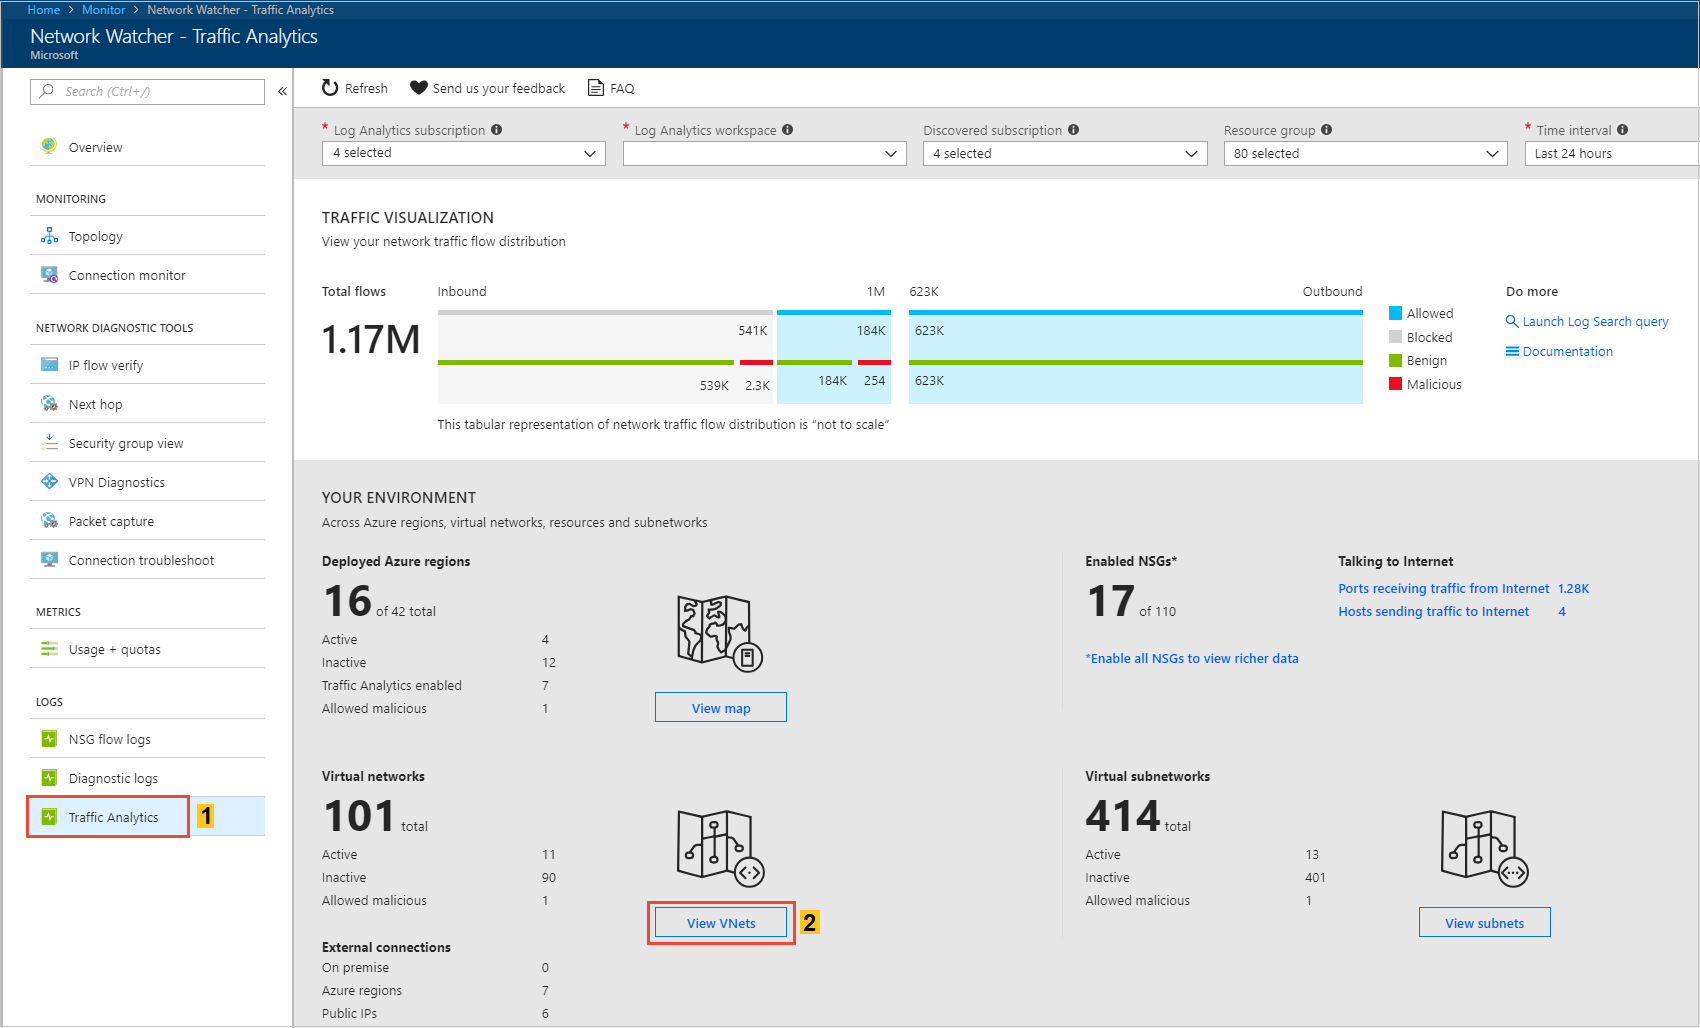 Home > Monitor > Network Watcher - Traffic Analytics
Network Watcher - Traffic Analytics
Microsoft
Search (Ctrl+/)
«
Overview
MONITORING
Topology
Connection monitor
NETWORK DIAGNOSTIC TOOLS
IP flow verify
Next hop
Security group view
VPN Diagnostics
Packet capture
Connection troubleshoot
METRICS
Usage + quotas
LOGS
NSG flow logs
Diagnostic logs
Traffic Analytics
1
Refresh
Send us your feedback
FAQ
* Log Analytics subscription
4 selected
* Log Analytics workspace
Discovered subscription
4 selected
Resource group
80 selected
* Time interval
Last 24 hours
TRAFFIC VISUALIZATION
View your network traffic flow distribution
Total flows
1.17M
Inbound
1M
623K
Outbound
541K
184K
623K
539K
2.3K
184K
254
623K
This tabular representation of network traffic flow distribution is "not to scale"
Allowed
Blocked
Benign
Malicious
Do more
Launch Log Search query
Documentation
YOUR ENVIRONMENT
Across Azure regions, virtual networks, resources and subnetworks
Deployed Azure regions
16 of 42 total
Active 4
Inactive 12
Traffic Analytics enabled 7
Allowed malicious 1
View map
Enabled NSGs*
17 of 110
*Enable all NSGs to view richer data
Talking to Internet
Ports receiving traffic from Internet 1.28K
Hosts sending traffic to Internet 4
Virtual networks
101 total
Active 11
Inactive 90
Allowed malicious 1
View VNets
2
Virtual subnetworks
414 total
Active 13
Inactive 401
Allowed malicious 1
View subnets
External connections
On premise 0
Azure regions 7
Public IPs 6